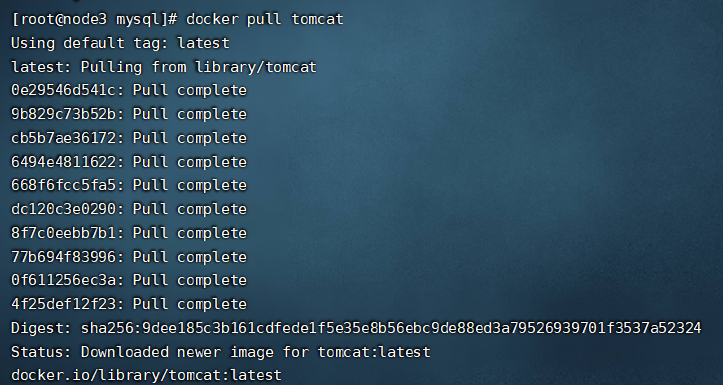 [root@node3 mysql]# docker pull tomcat
Using default tag: latest
latest: Pulling from library/tomcat
0e29546d541c: Pull complete
9b829c73b52b: Pull complete
cb5b7ae36172: Pull complete
6494e4811622: Pull complete
668f6fcc5fa5: Pull complete
dc120c3e0290: Pull complete
8f7c0eebb7b1: Pull complete
77b694f83996: Pull complete
0f611256ec3a: Pull complete
4f25def12f23: Pull complete
Digest: sha256:9dee185c3b161cdfede1f5e35e8b56ebc9de88ed3a79526939701f3537a52324
Status: Downloaded newer image for tomcat:latest
docker.io/library/tomcat:latest